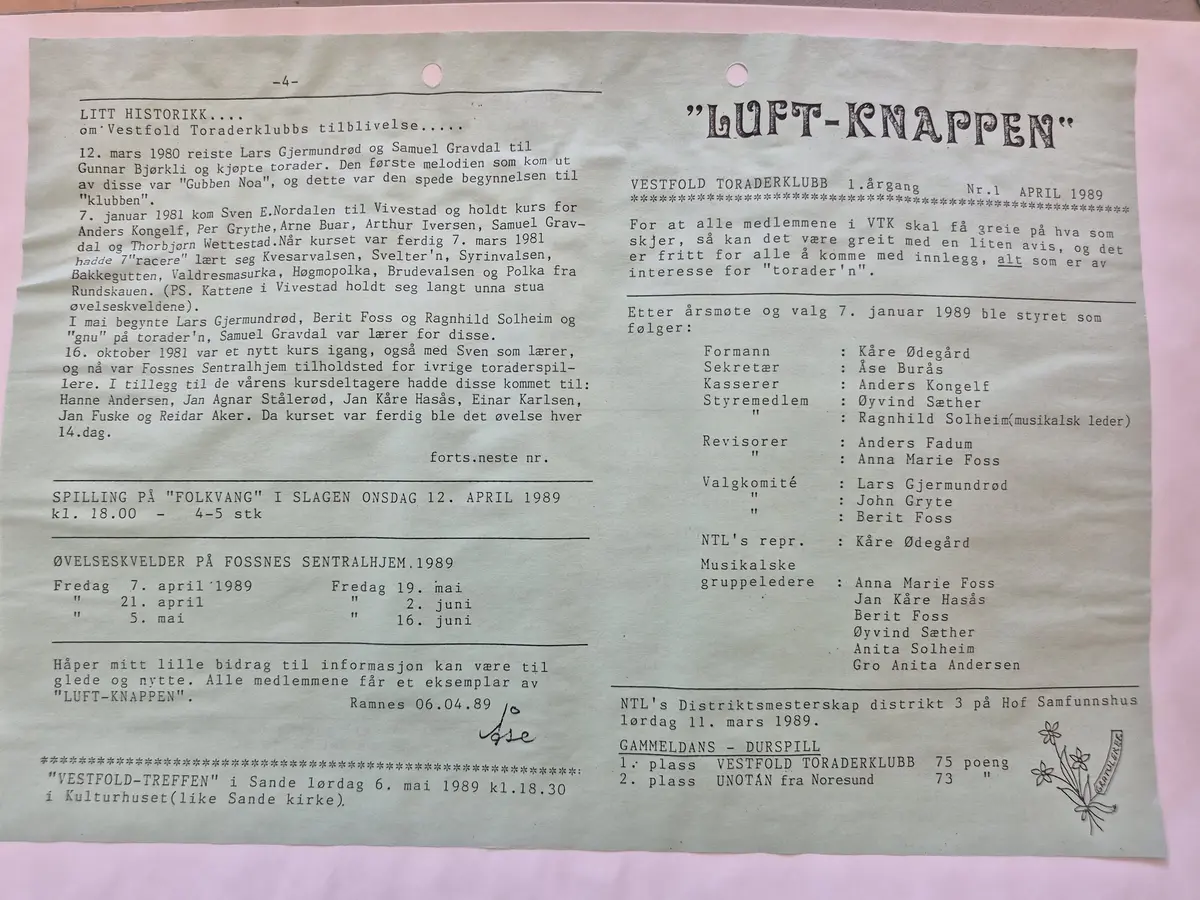 -4-
LITT HISTORIKK....
om Vestfold Toraderklubbs tilblivelse.....
12. mars 1980 reiste Lars Gjermundrød og Samuel Gravdal til
Gunnar Bjørkli og kjøpte torader. Den første melodien som kom ut
av disse var "Gubben Noa", og dette var den spede begynnelsen til
"klubben".
7. januar 1981 kom Sven E.Nordalen til Vivestad og holdt kurs for
Anders Kongelf, Per Grythe, Arne Buar, Arthur Iversen, Samuel Grav-
dal og Thorbjørn Wettestad.Når kurset var ferdig 7. mars 1981
hadde 7"racere" lært seg Kvesarvalsen, Svelter'n, Syrinvalsen,
Bakkegutten, Valdresmasurka, Høgmopolka, Brudevalsen og Polka fra
Rundskauen. (PS. Kattene i Vivestad holdt seg langt unna stua
øvelseskveldene).
I mai begynte Lars Gjermundrød, Berit Foss og Ragnhild Solheim og
"gnu" på torader'n, Samuel Gravdal var lærer for disse.
16. oktober 1981 var et nytt kurs igang, også med Sven som lærer,
og nå var Fossnes Sentralhjem tilholdsted for ivrige toraderspil-
lere. I tillegg til de vårens kursdeltagere hadde disse kommet til:
Hanne Andersen, Jan Agnar Stålerød, Jan Kåre Hasås, Einar Karlsen,
Jan Fuske og Reidar Aker. Da kurset var ferdig ble det øvelse hver
14.dag.
forts.neste nr.
SPILLING PÅ "FOLKVANG" I SLAGEN ONSDAG 12. APRIL 1989
kl. 18.00 - 4-5 stk
ØVELSESKVELDER PÅ FOSSNES SENTRALHJEM.1989
Fredag 7. april 1989 Fredag 19. mai
" 21. april " 2. juni
" 5. mai " 16. juni
Håper mitt lille bidrag til informasjon kan være til
glede og nytte. Alle medlemmene får et eksemplar av
"LUFT-KNAPPEN".
Ramnes 06.04.89
Åse
*************************************************************
"VESTFOLD-TREFFEN" i Sande lørdag 6. mai 1989 kl.18.30
i Kulturhuset(like Sande kirke).
"LUFT-KNAPPEN"
VESTFOLD TORADERKLUBB 1.årgang Nr.1 APRIL 1989
*************************************************************
For at alle medlemmene i VTK skal få greie på hva som
skjer, så kan det være greit med en liten avis, og det
er fritt for alle å komme med innlegg, alt som er av
interesse for "torader'n".
Etter årsmøte og valg 7. januar 1989 ble styret som
følger:
Formann : Kåre Ødegård
Sekretær : Åse Burås
Kasserer : Anders Kongelf
Styremedlem : Øyvind Sæther
" : Ragnhild Solheim(musikalsk leder)
Revisorer : Anders Fadum
" : Anna Marie Foss
Valgkomité : Lars Gjermundrød
" : John Gryte
" : Berit Foss
NTL's repr. : Kåre Ødegård
Musikalske
gruppeledere : Anna Marie Foss
Jan Kåre Hasås
Berit Foss
Øyvind Sæther
Anita Solheim
Gro Anita Andersen
NTL's Distriktsmesterskap distrikt 3 på Hof Samfunnshus
lørdag 11. mars 1989.
GAMMELDANS - DURSPILL
1. plass VESTFOLD TORADERKLUBB 75 poeng
2. plass UNOTAN fra Noresund 73 "
GRATULERER